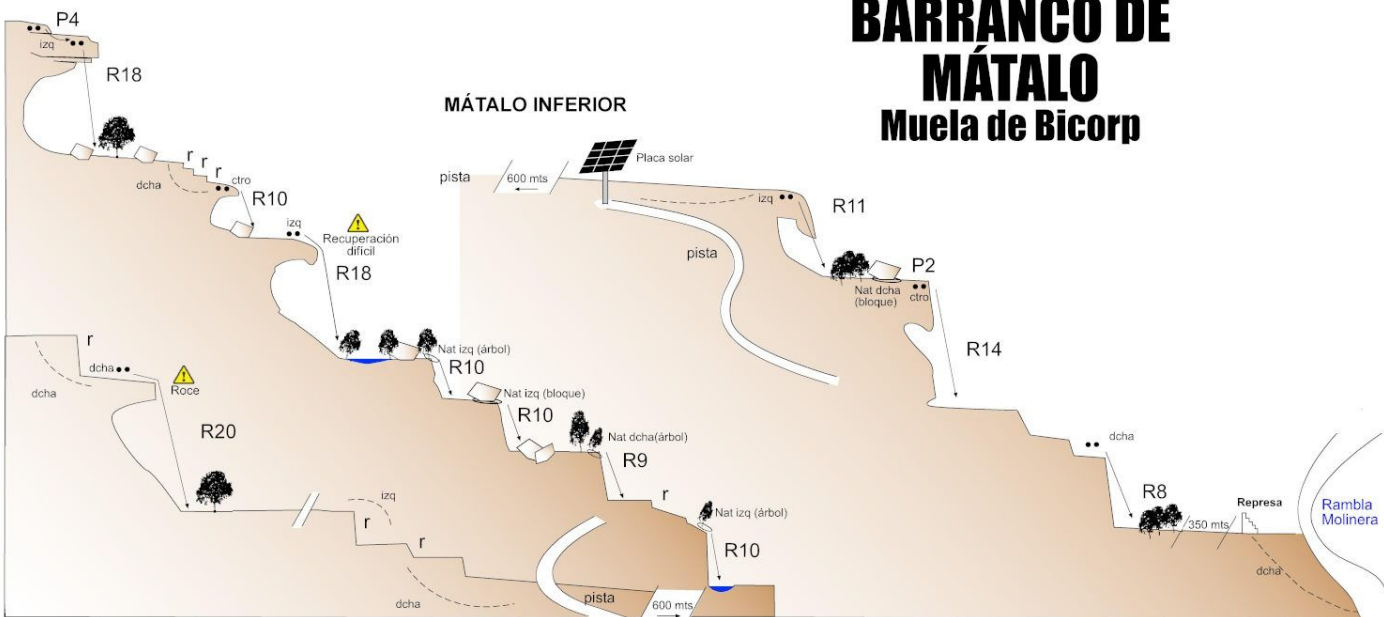 BARRANCO DE
MÁTALO
Muela de Bicorp
P4
izq
R18
r
r
r
dcha
ctro
R10
izq
Recuperación
difícil
R18
Nat izq (árbol)
R10
Nat izq (bloque)
R10
Nat dcha(árbol)
R9
r
Nat izq (árbol)
R10
r
dcha
dcha
Roce
R20
izq
r
r
dcha
pista
600 mts
MÁTALO INFERIOR
pista
600 mts
Placa solar
pista
izq
R11
Nat dcha
(bloque)
P2
ctro
R14
dcha
R8
350 mts
Represa
dcha
Rambla
Molinera